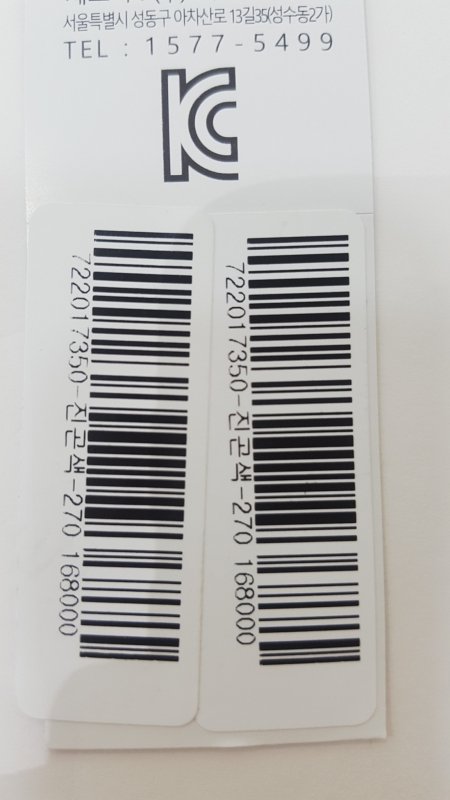 서울특별시 성동구 아차산로 13길35(성수동2가)
TEL : 1577-5499
722017350-진곤색-270 168000
722017350-진곤색-270 168000